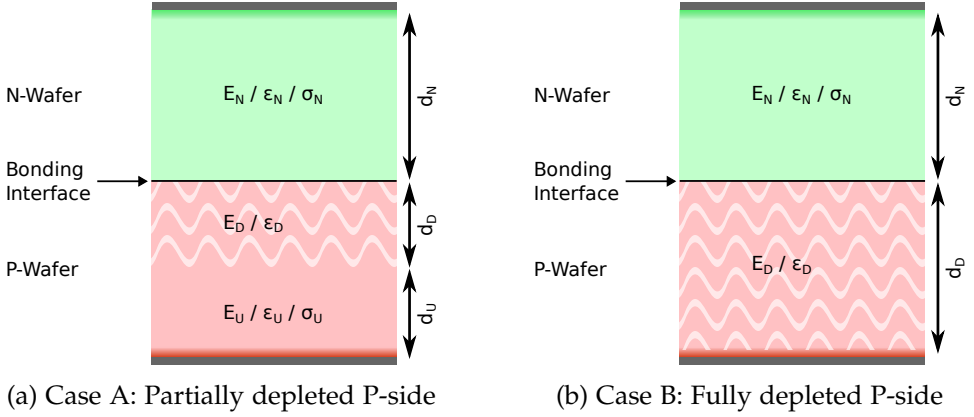 N-Wafer
E_N / ε_N / σ_N
d_N
Bonding
Interface
E_D / ε_D
d_D
P-Wafer
E_U / ε_U / σ_U
d_U
(a) Case A: Partially depleted P-side
N-Wafer
E_N / ε_N / σ_N
d_N
Bonding
Interface
P-Wafer
E_D / ε_D
d_D
(b) Case B: Fully depleted P-side